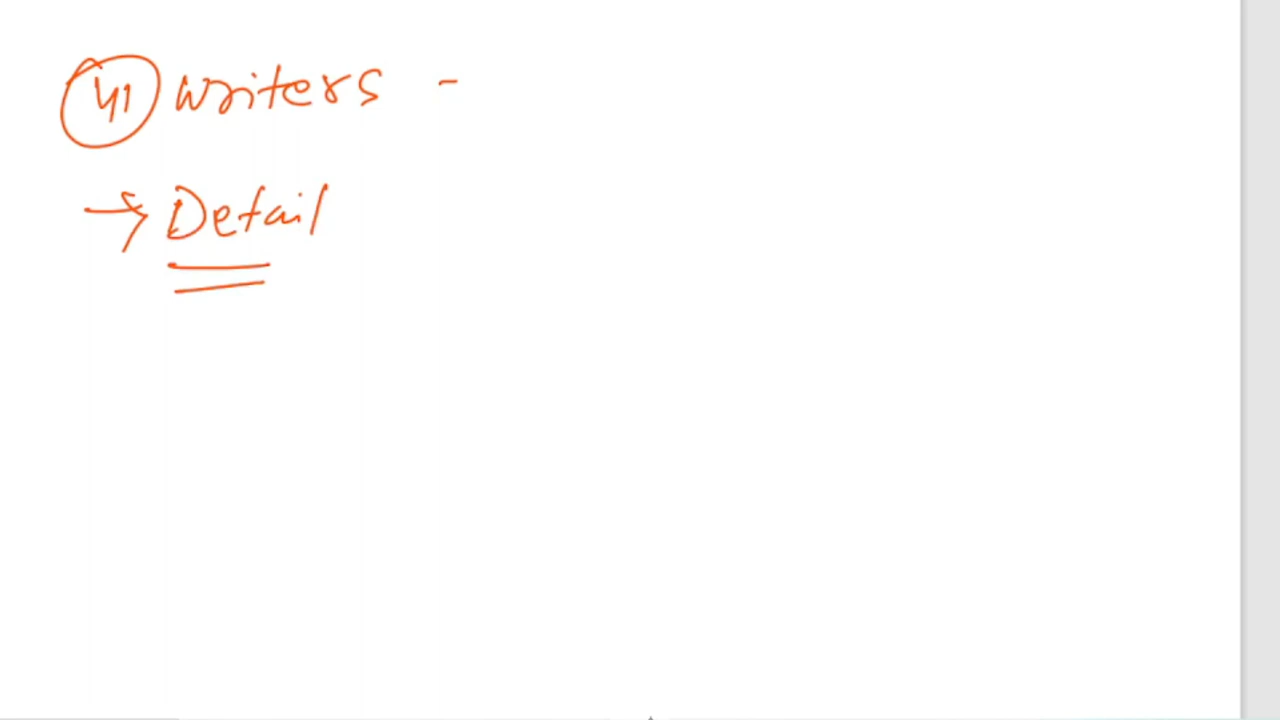 41 writers -
→ Detail